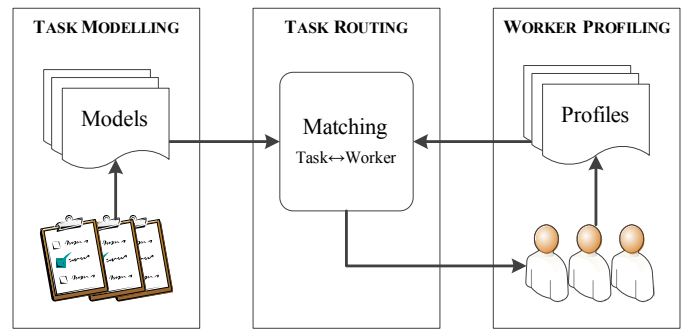 TASK MODELLING
Models
TASK ROUTING
Matching
Task↔Worker
WORKER PROFILING
Profiles